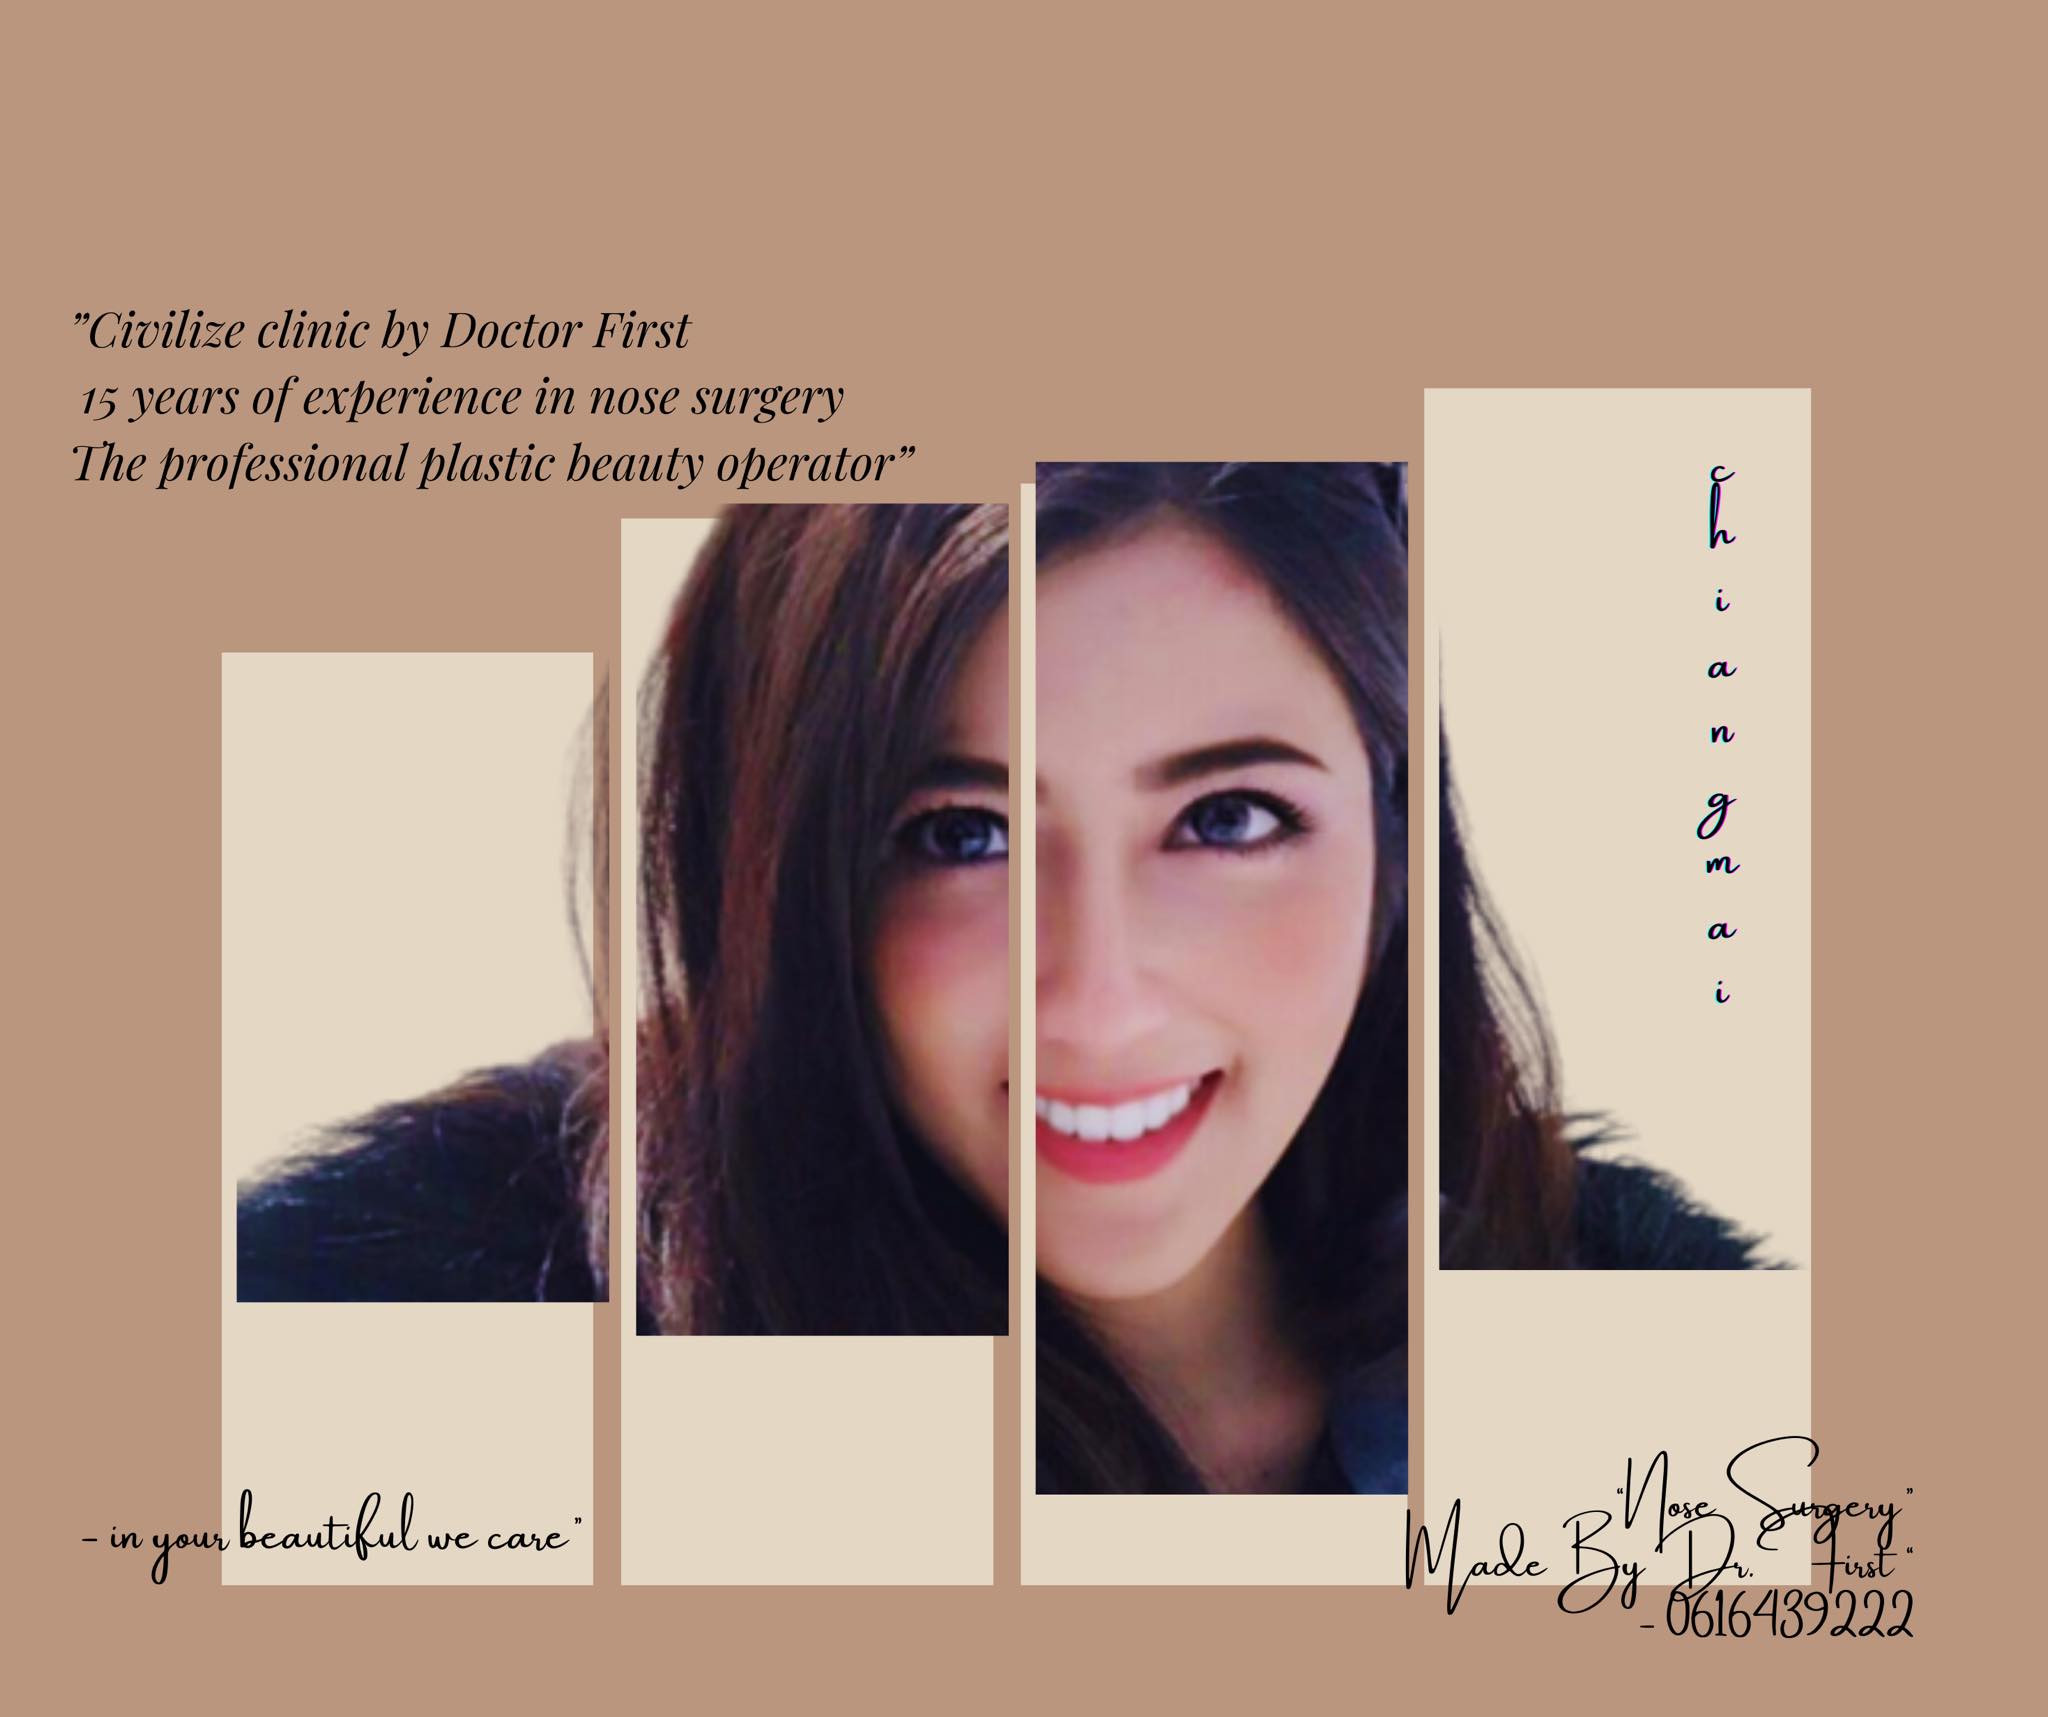 ”Civilize clinic by Doctor First
15 years of experience in nose surgery
The professional plastic beauty operator”
chiangmai
- in your beautiful we care”
“Nose Surgery”
Made By Dr. First“
- 0616439222